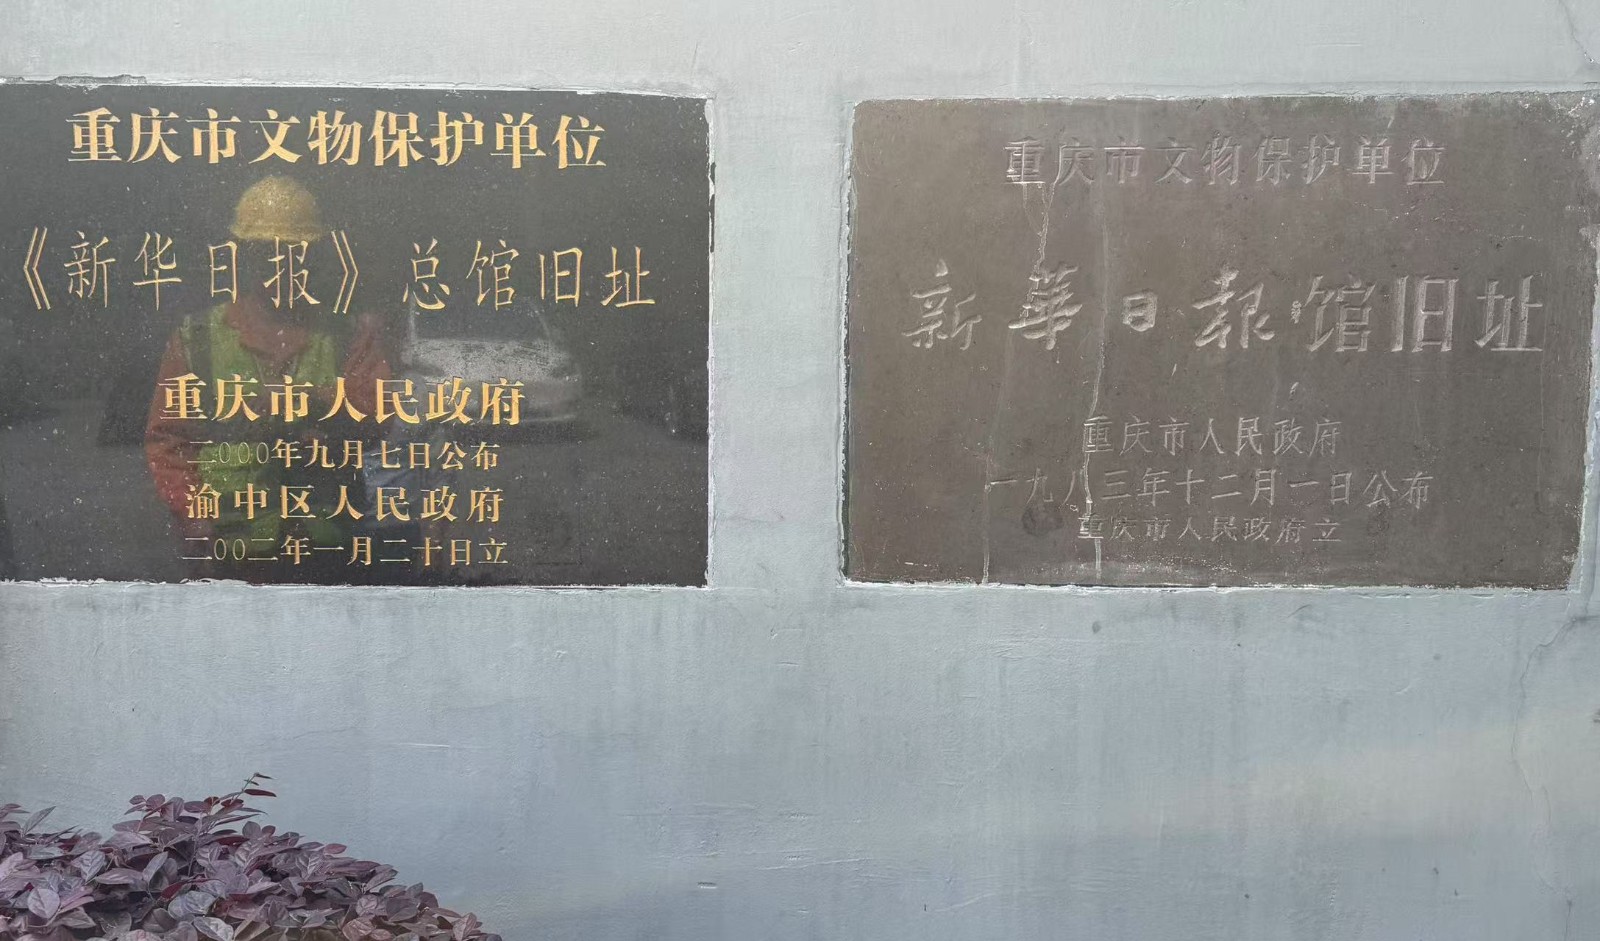 重庆市文物保护单位
《新华日报》总馆旧址
重庆市人民政府
二000年九月七日公布
渝中区人民政府
二00二年一月二十日立
重庆市文物保护单位
新華日報馆旧址
重庆市人民政府
一九八三年十二月一日公布
重庆市人民政府立